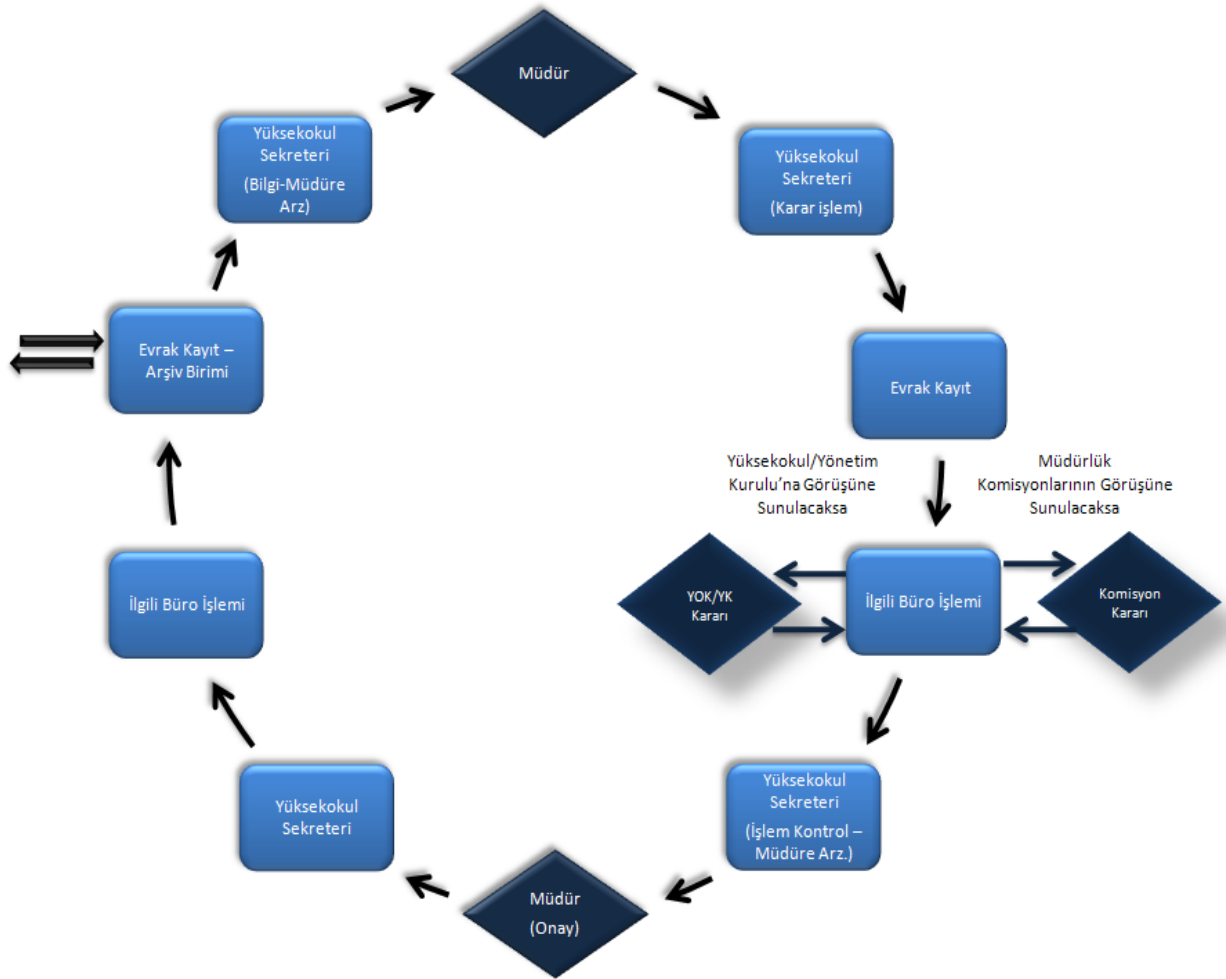 Müdür
Yüksekokul
Sekreteri
(Bilgi-Müdüre
Arz)
Yüksekokul
Sekreteri
(Karar işlem)
Evrak Kayıt –
Arşiv Birimi
Evrak Kayıt
Yüksekokul/Yönetim
Kurulu’na Görüşüne
Sunulacaksa
Müdürlük
Komisyonlarının Görüşüne
Sunulacaksa
İlgili Büro İşlemi
YOK/YK
Kararı
İlgili Büro İşlemi
Komisyon
Kararı
Yüksekokul
Sekreteri
Yüksekokul
Sekreteri
(İşlem Kontrol –
Müdüre Arz.)
Müdür
(Onay)